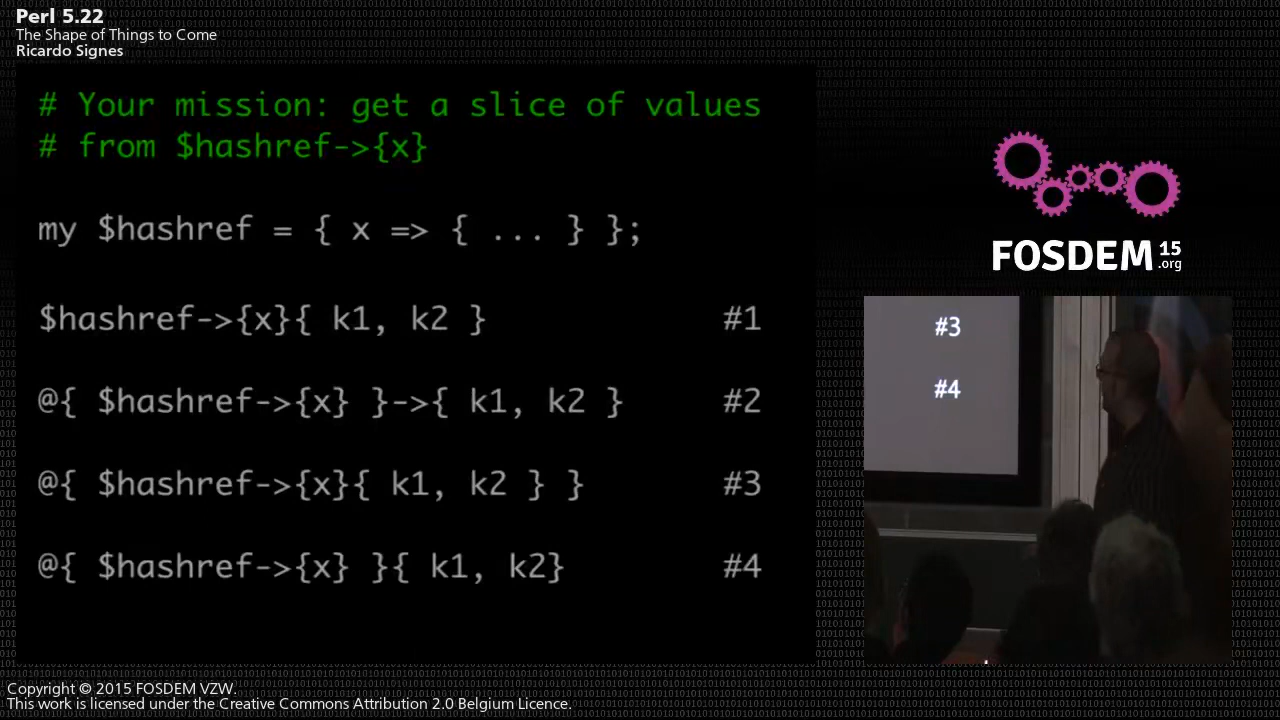 Perl 5.22
The Shape of Things to Come
Ricardo Signes
# Your mission: get a slice of values
# from $hashref->{x}
my $hashref = { x => { ... } };
$hashref->{x}{ k1, k2 } #1
@{ $hashref->{x} }->{ k1, k2 } #2
@{ $hashref->{x}{ k1, k2 } } #3
@{ $hashref->{x} }{ k1, k2} #4
FOSDEM 15
.org
#3
#4
Copyright © 2015 FOSDEM VZW.
This work is licensed under the Creative Commons Attribution 2.0 Belgium Licence.